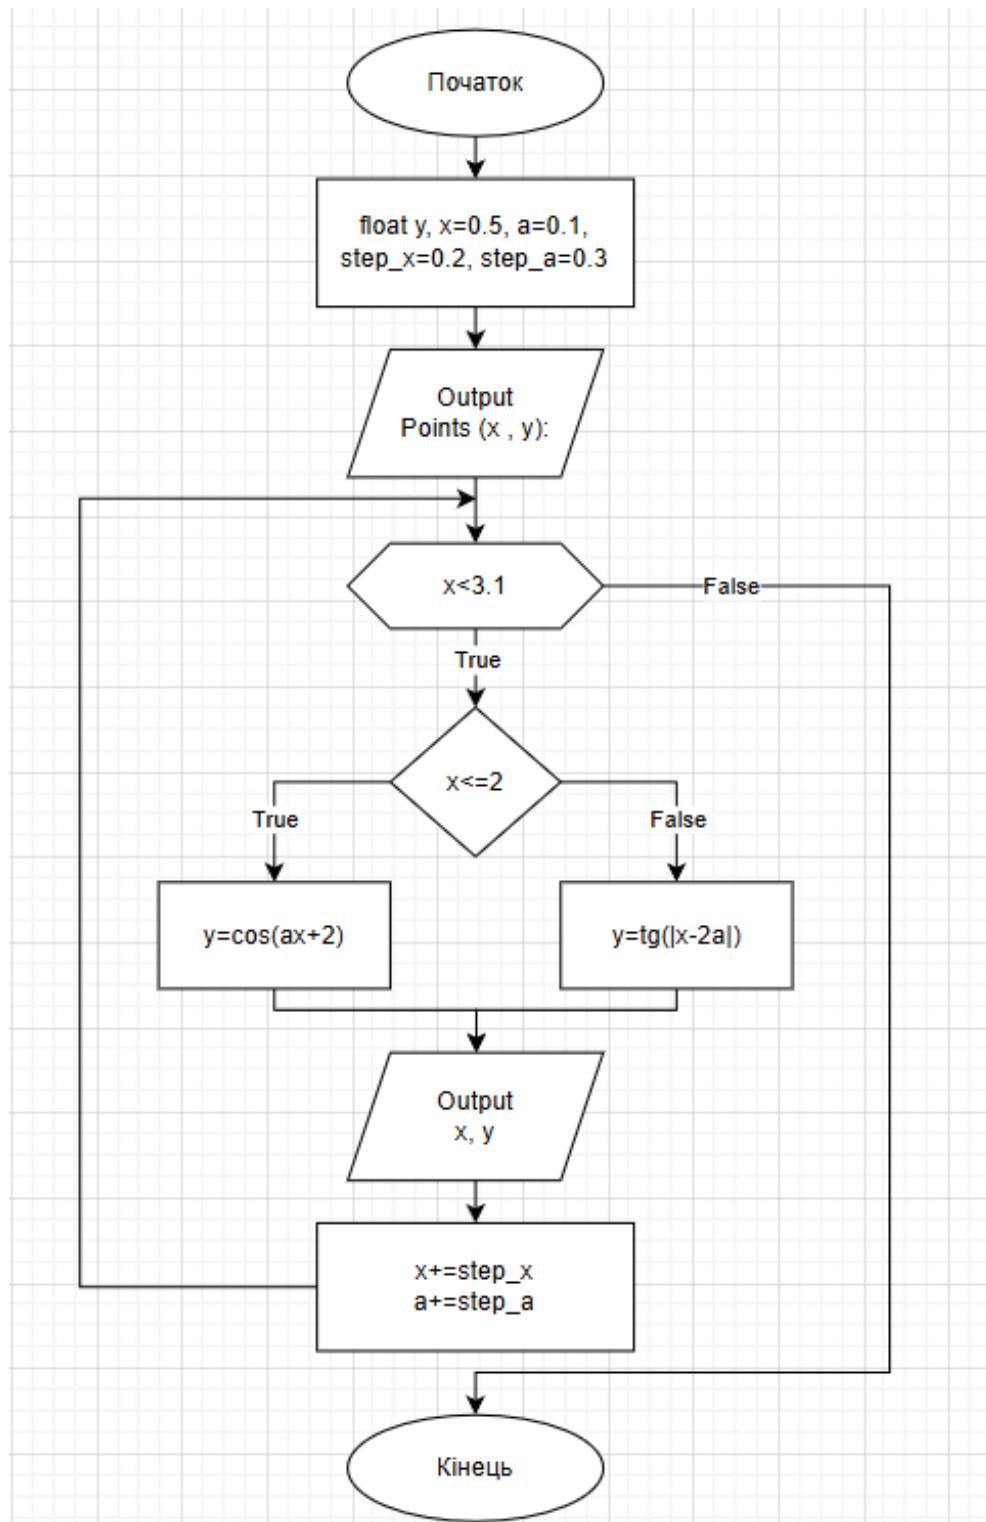 Початок
float y, x=0.5, a=0.1,
step_x=0.2, step_a=0.3
Output
Points (x , y):
x<3.1
False
True
x<=2
True
False
y=cos(ax+2)
y=tg(|x-2a|)
Output
x, y
x+=step_x
a+=step_a
Кінець